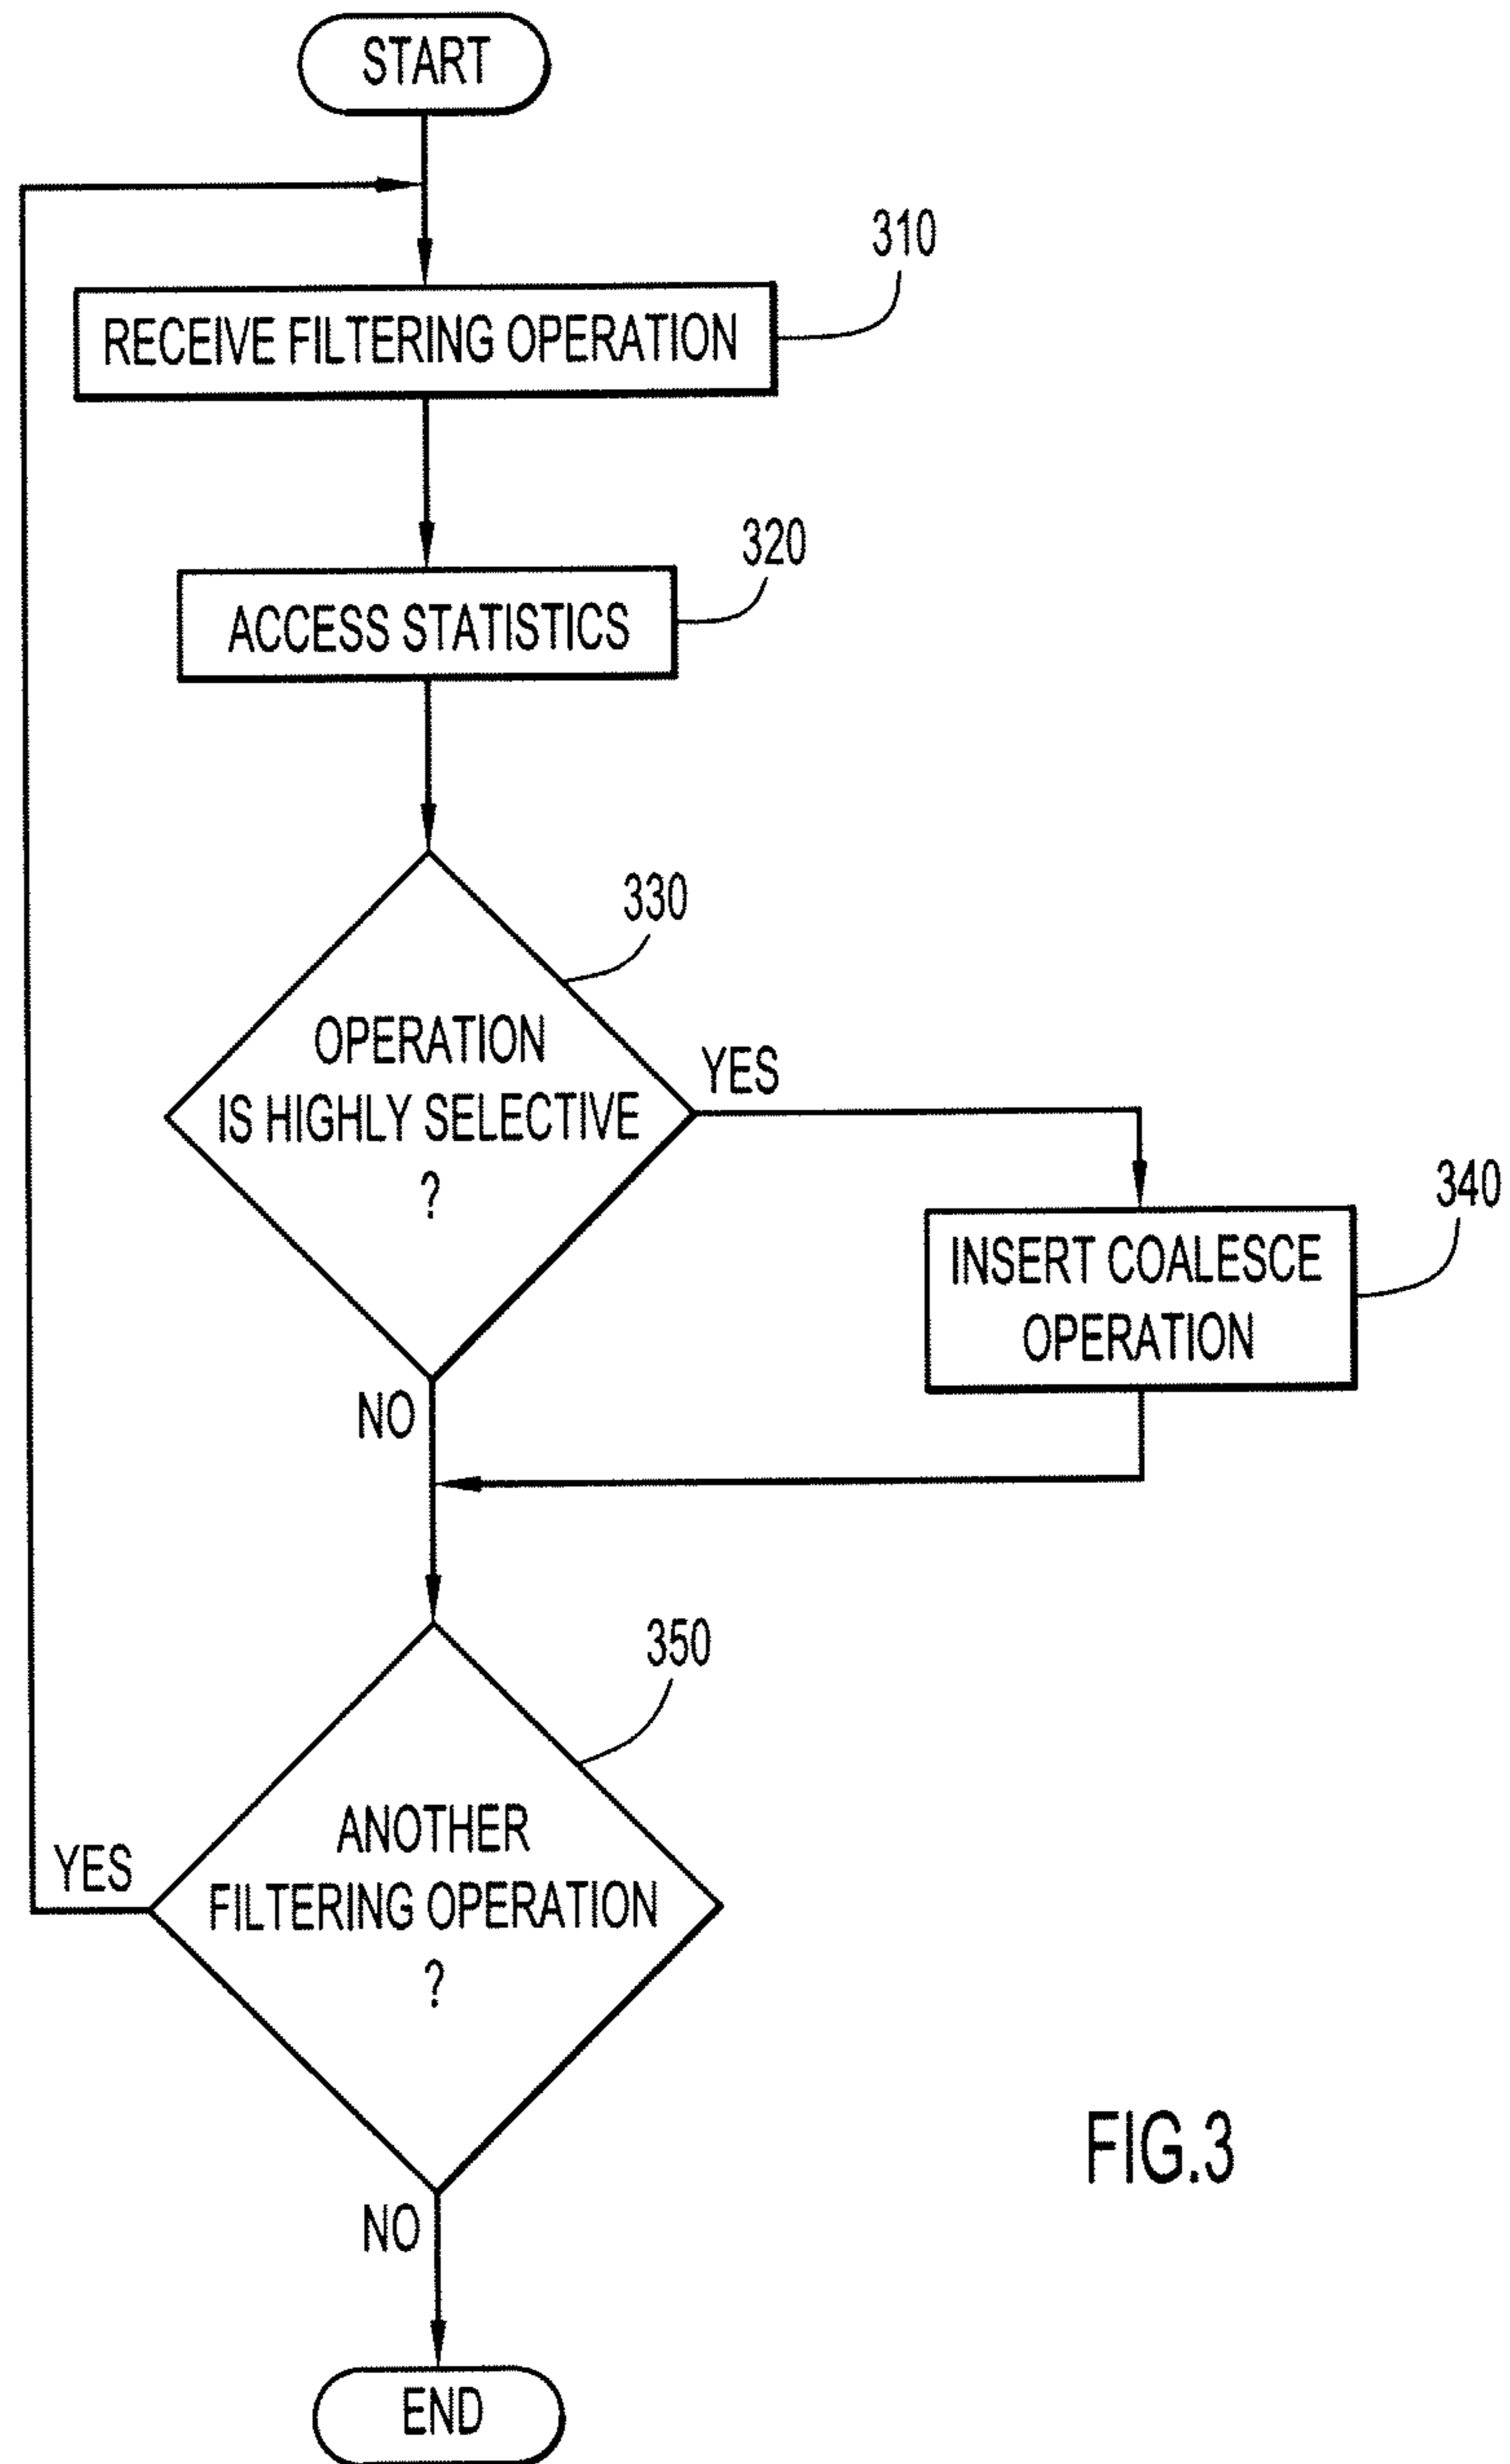 START
310
RECEIVE FILTERING OPERATION
320
ACCESS STATISTICS
330
OPERATION
IS HIGHLY SELECTIVE
?
YES
340
INSERT COALESCE
OPERATION
NO
350
ANOTHER
FILTERING OPERATION
?
YES
NO
END
FIG.3